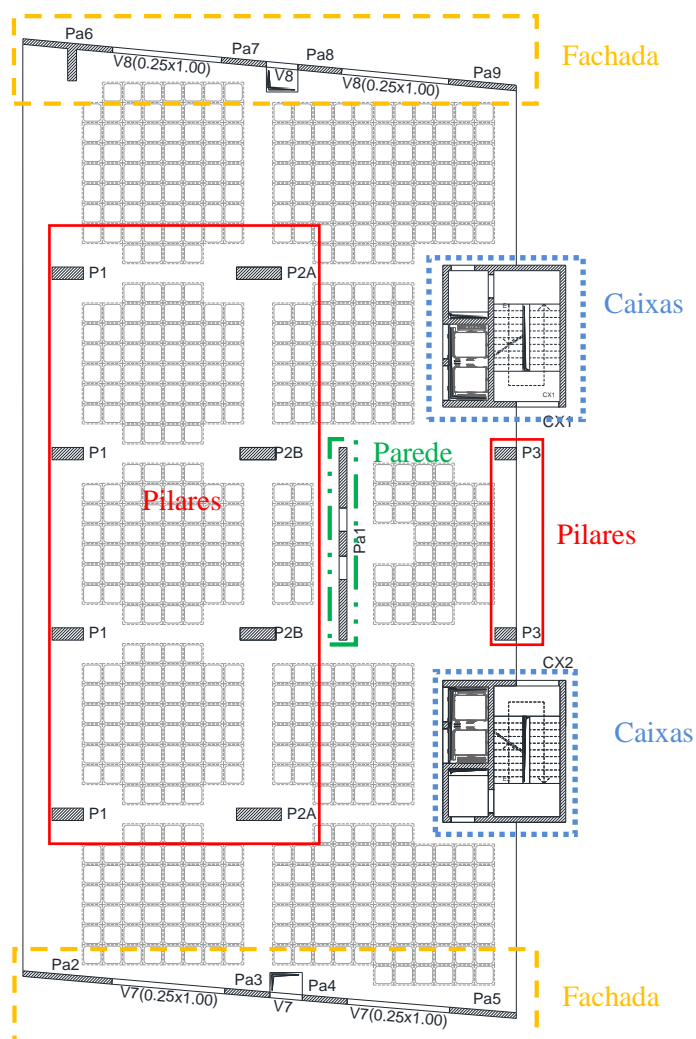 Pa6
Pa7
Pa8
Pa9
V8(0.25x1.00)
V8
V8(0.25x1.00)
Fachada
P1
P2A
Caixas
CX1
CX1
P1
P2B
Parede
P3
Pilares
Pa1
Pilares
P1
P2B
P3
CX2
Caixas
P1
P2A
Pa2
Pa3
Pa4
Pa5
V7(0.25x1.00)
V7
V7(0.25x1.00)
Fachada